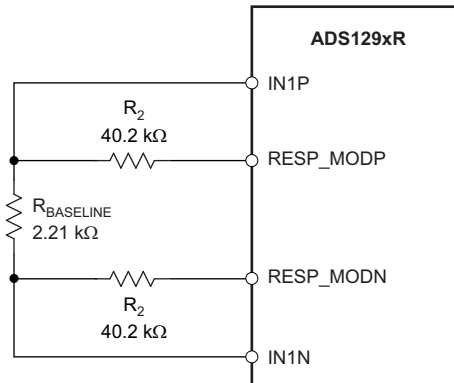 ADS129xR
IN1P
R2
40.2 kΩ
RESP_MODP
RBASELINE
2.21 kΩ
RESP_MODN
R2
40.2 kΩ
IN1N